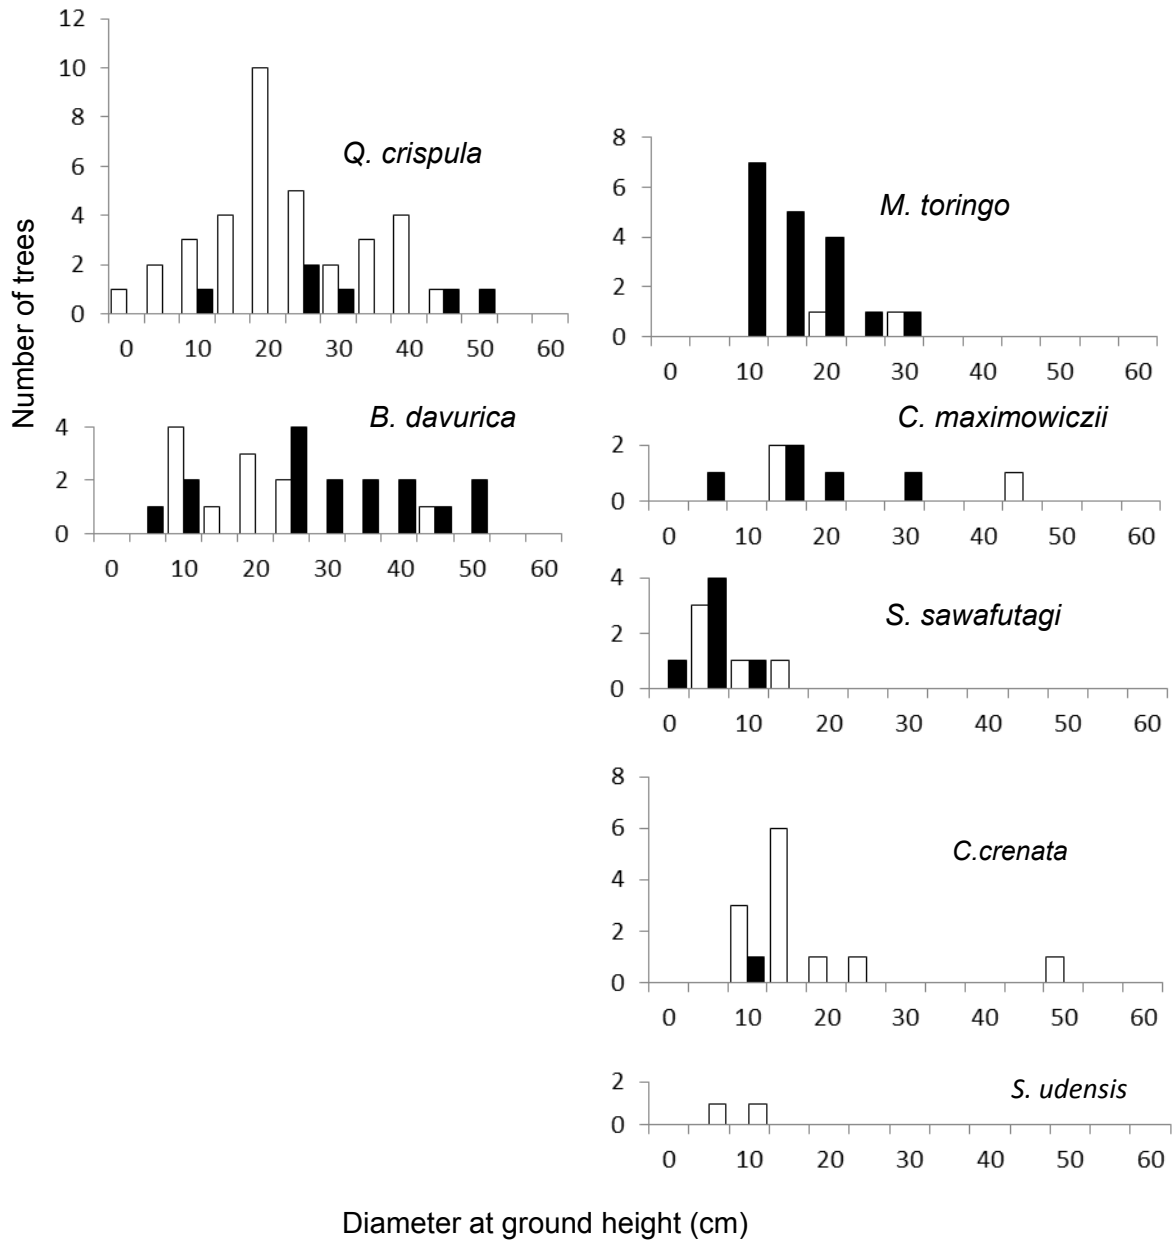 Number of trees
12
10
8
6
4
2
0
Q. crispula
0 10 20 30 40 50 60
4
2
0
B. davurica
0 10 20 30 40 50 60
8
6
4
2
0
M. toringo
0 10 20 30 40 50 60
C. maximowiczii
2
0
0 10 20 30 40 50 60
4
2
0
S. sawafutagi
0 10 20 30 40 50 60
8
6
4
2
0
C.crenata
0 10 20 30 40 50 60
2
0
S. udensis
0 10 20 30 40 50 60
Diameter at ground height (cm)